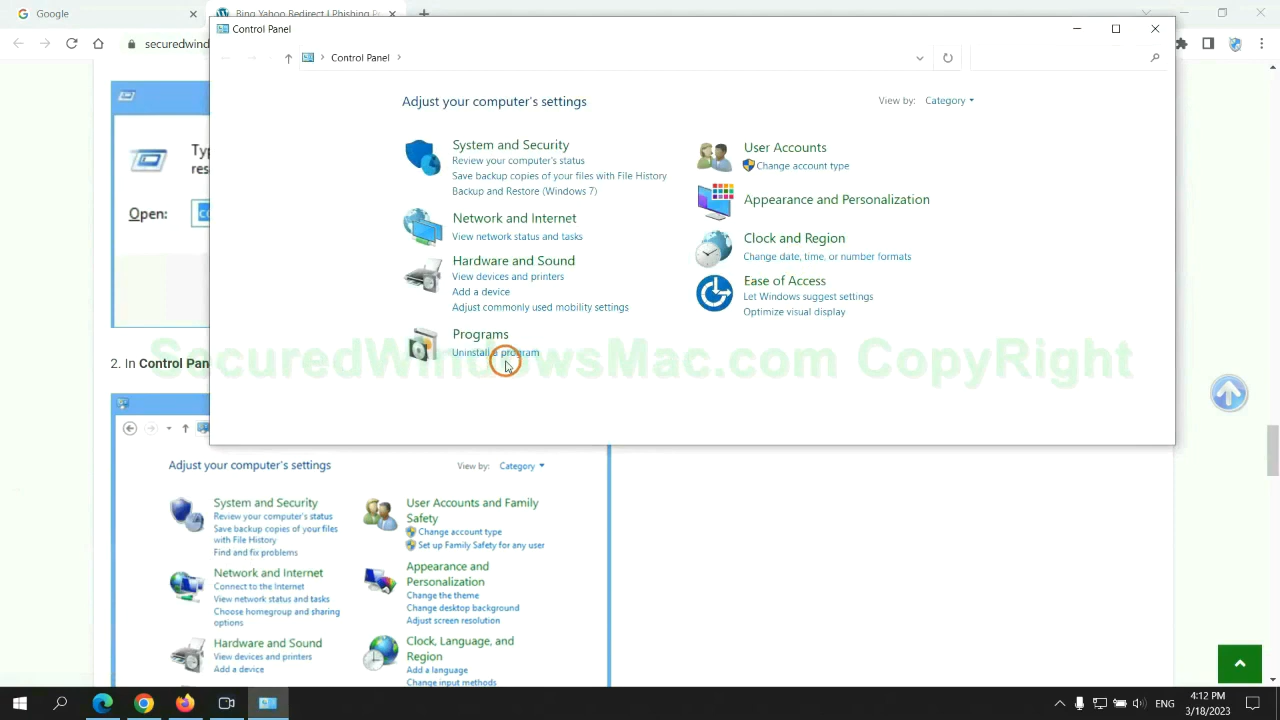 Google
Bing Yahoo Redirect Phishing
securedwind
Control Panel
Control Panel
Adjust your computer's settings
View by: Category
System and Security
Review your computer's status
Save backup copies of your files with File History
Backup and Restore (Windows 7)
Network and Internet
View network status and tasks
Hardware and Sound
View devices and printers
Add a device
Adjust commonly used mobility settings
Programs
Uninstall a program
User Accounts
Change account type
Appearance and Personalization
Clock and Region
Change date, time, or number formats
Ease of Access
Let Windows suggest settings
Optimize visual display
SecuredWindowsMac.com CopyRight
Open:
2. In Control Pan
Adjust your computer's settings
View by: Category
System and Security
Review your computer's status
Save backup copies of your files
with File History
Find and fix problems
Network and Internet
Connect to the Internet
View network status and tasks
Choose homegroup and sharing
options
Hardware and Sound
View devices and printers
Add a device
User Accounts and Family
Safety
Change account type
Set up Family Safety for any user
Appearance and
Personalization
Change the theme
Change desktop background
Adjust screen resolution
Clock, Language, and
Region
Add a language
Change input methods
ENG
4:12 PM
3/18/2023